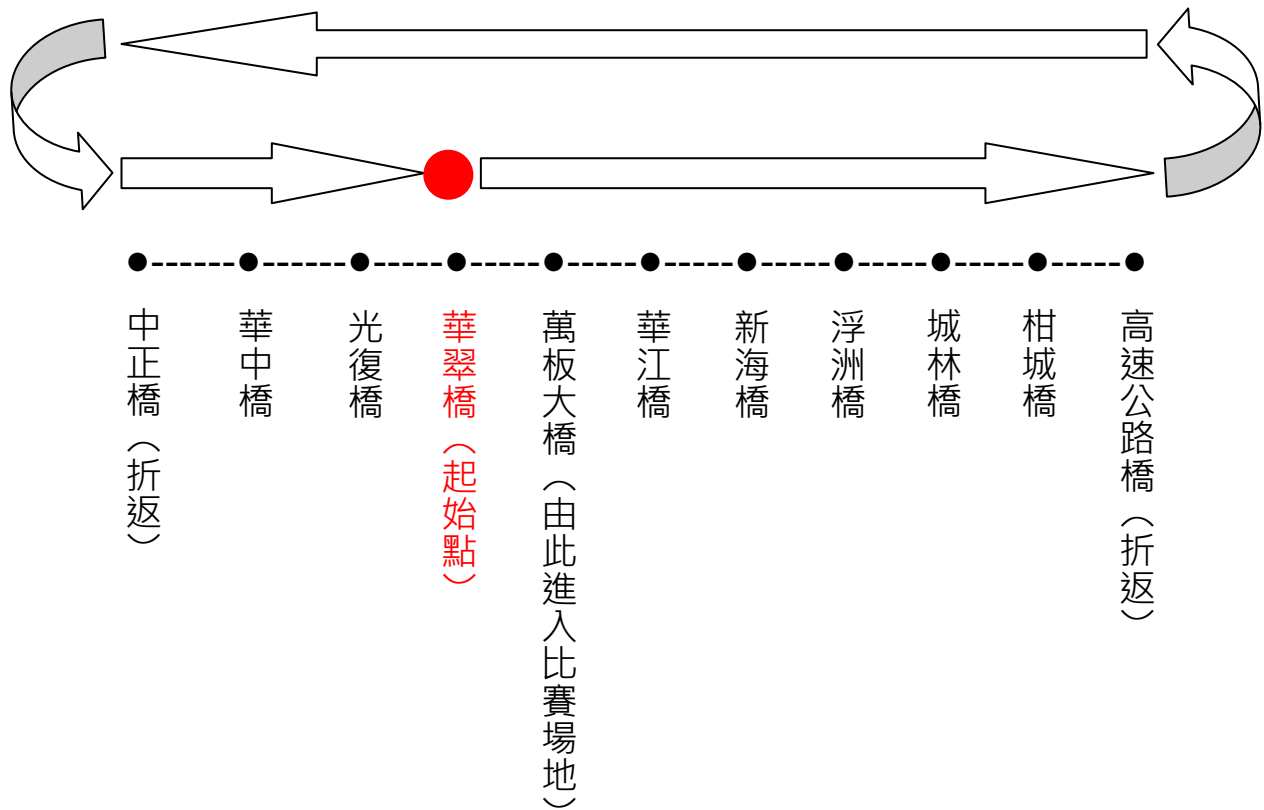 中正橋（折返）
華中橋
光復橋
華翠橋（起始點）
萬板大橋（由此進入比賽場地）
華江橋
新海橋
浮洲橋
城林橋
柑城橋
高速公路橋（折返）